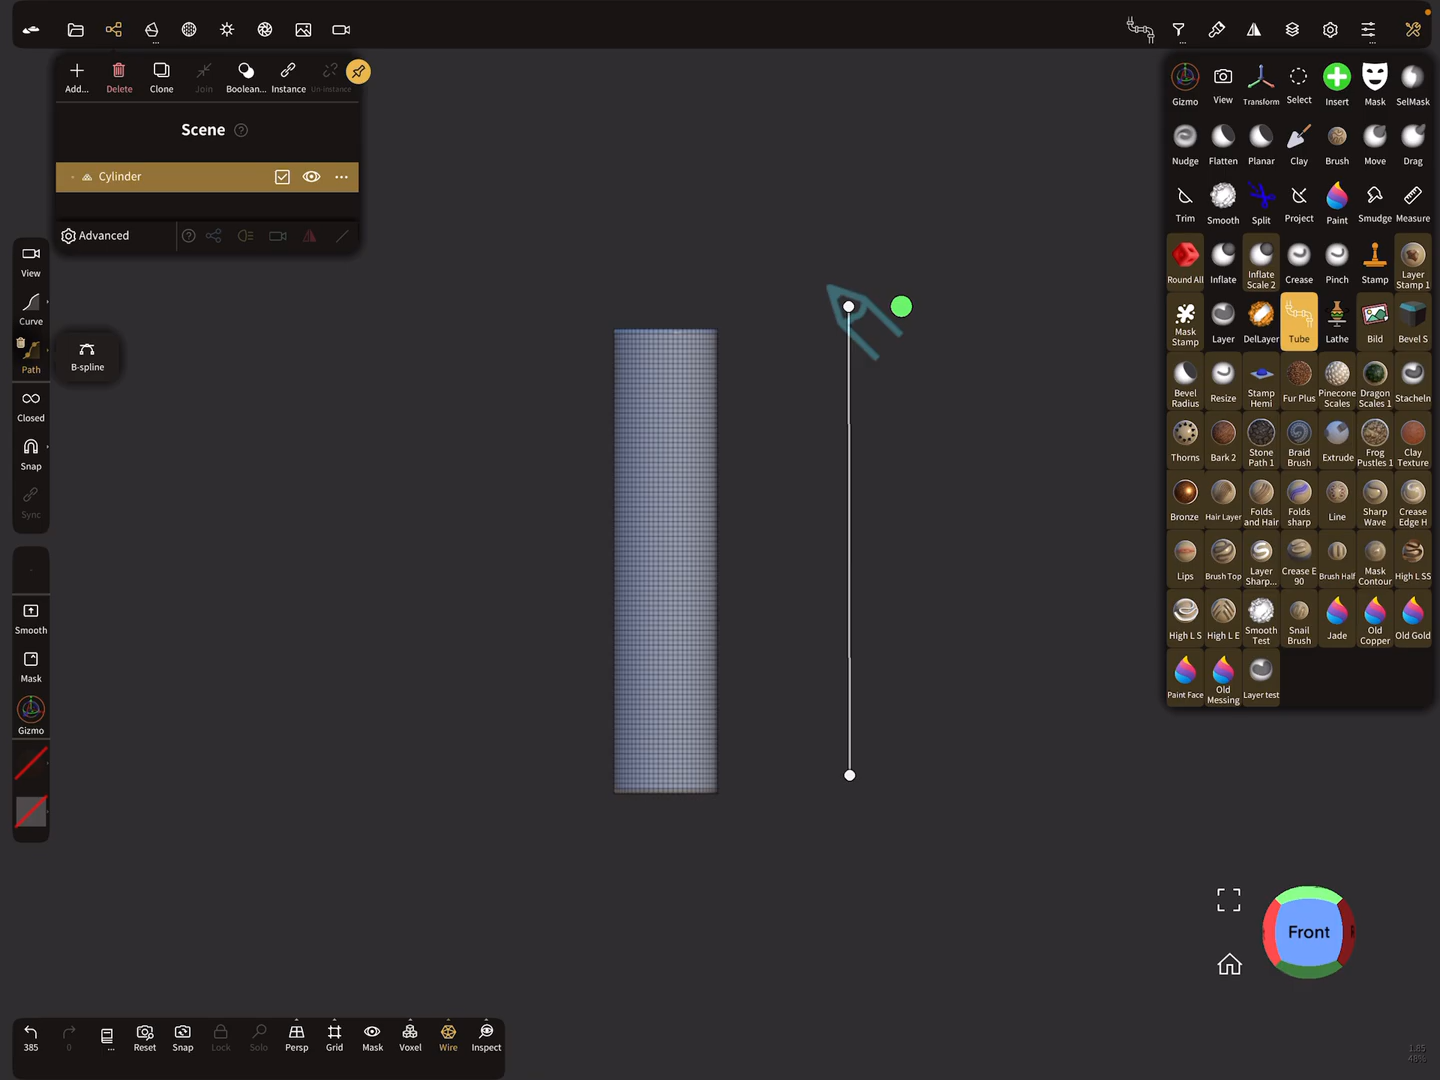 Add...
Delete
Clone
Join
Boolean...
Instance
Un-instance
Scene
Cylinder
Advanced
View
Curve
Path
B-spline
Closed
Snap
Sync
Smooth
Mask
Gizmo
Gizmo View Transform Select Insert Mask SelMask
Nudge Flatten Planar Clay Brush Move Drag
Trim Smooth Split Project Paint Smudge Measure
Round All Inflate Inflate Scale 2 Crease Pinch Stamp Layer Stamp 1
Mask Stamp Layer DelLayer Tube Lathe Bild Bevel S
Bevel Radius Resize Stamp Hemi Fur Plus Pinecone Scales Dragon Scales 1 Stacheln
Thorns Bark 2 Stone Path 1 Braid Brush Extrude Frog Pustles 1 Clay Texture
Bronze Hair Layer Folds and Hair Folds sharp Line Sharp Wave Crease Edge H
Lips Brush Top Layer Sharp... Crease E 90 Brush Half Mask Contour High L SS
High L S High L E Smooth Test Snail Brush Jade Old Copper Old Gold
Paint Face Old Messing Layer test
Front
385 0 ... Reset Snap Lock Solo Persp Grid Mask Voxel Wire Inspect
1.85
48%